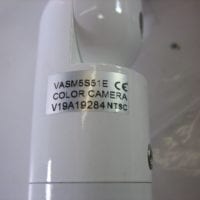 VASM5S51E CE
COLOR CAMERA
V19A19284 NTSC